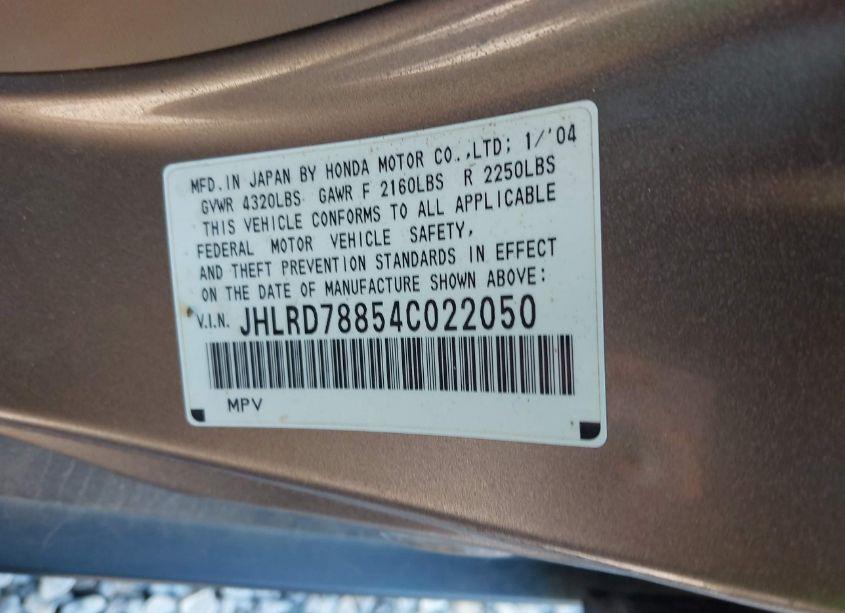 MFD.IN JAPAN BY HONDA MOTOR CO.,LTD; 1/'04
GVWR 4320LBS GAWR F 2160LBS R 2250LBS
THIS VEHICLE CONFORMS TO ALL APPLICABLE
FEDERAL MOTOR VEHICLE SAFETY,
AND THEFT PREVENTION STANDARDS IN EFFECT
ON THE DATE OF MANUFACTURE SHOWN ABOVE:
V.I.N. JHLRD78854C022050
MPV